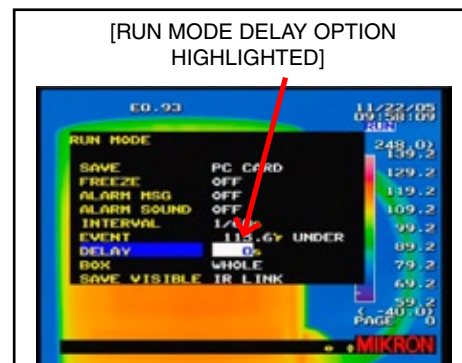 [RUN MODE DELAY OPTION
HIGHLIGHTED]
E0.93
11/22/05
09:58:09
RUN
RUN MODE
SAVE PC CARD
FREEZE OFF
ALARM MSG OFF
ALARM SOUND OFF
INTERVAL
EVENT UNDER
DELAY 0s
BOX WHOLE
SAVE VISIBLE IR LINK
248.0)
139.2
129.2
119.2
109.2
99.2
89.2
79.2
69.2
59.2
( -40.0)
PAGE 0
MIKRON